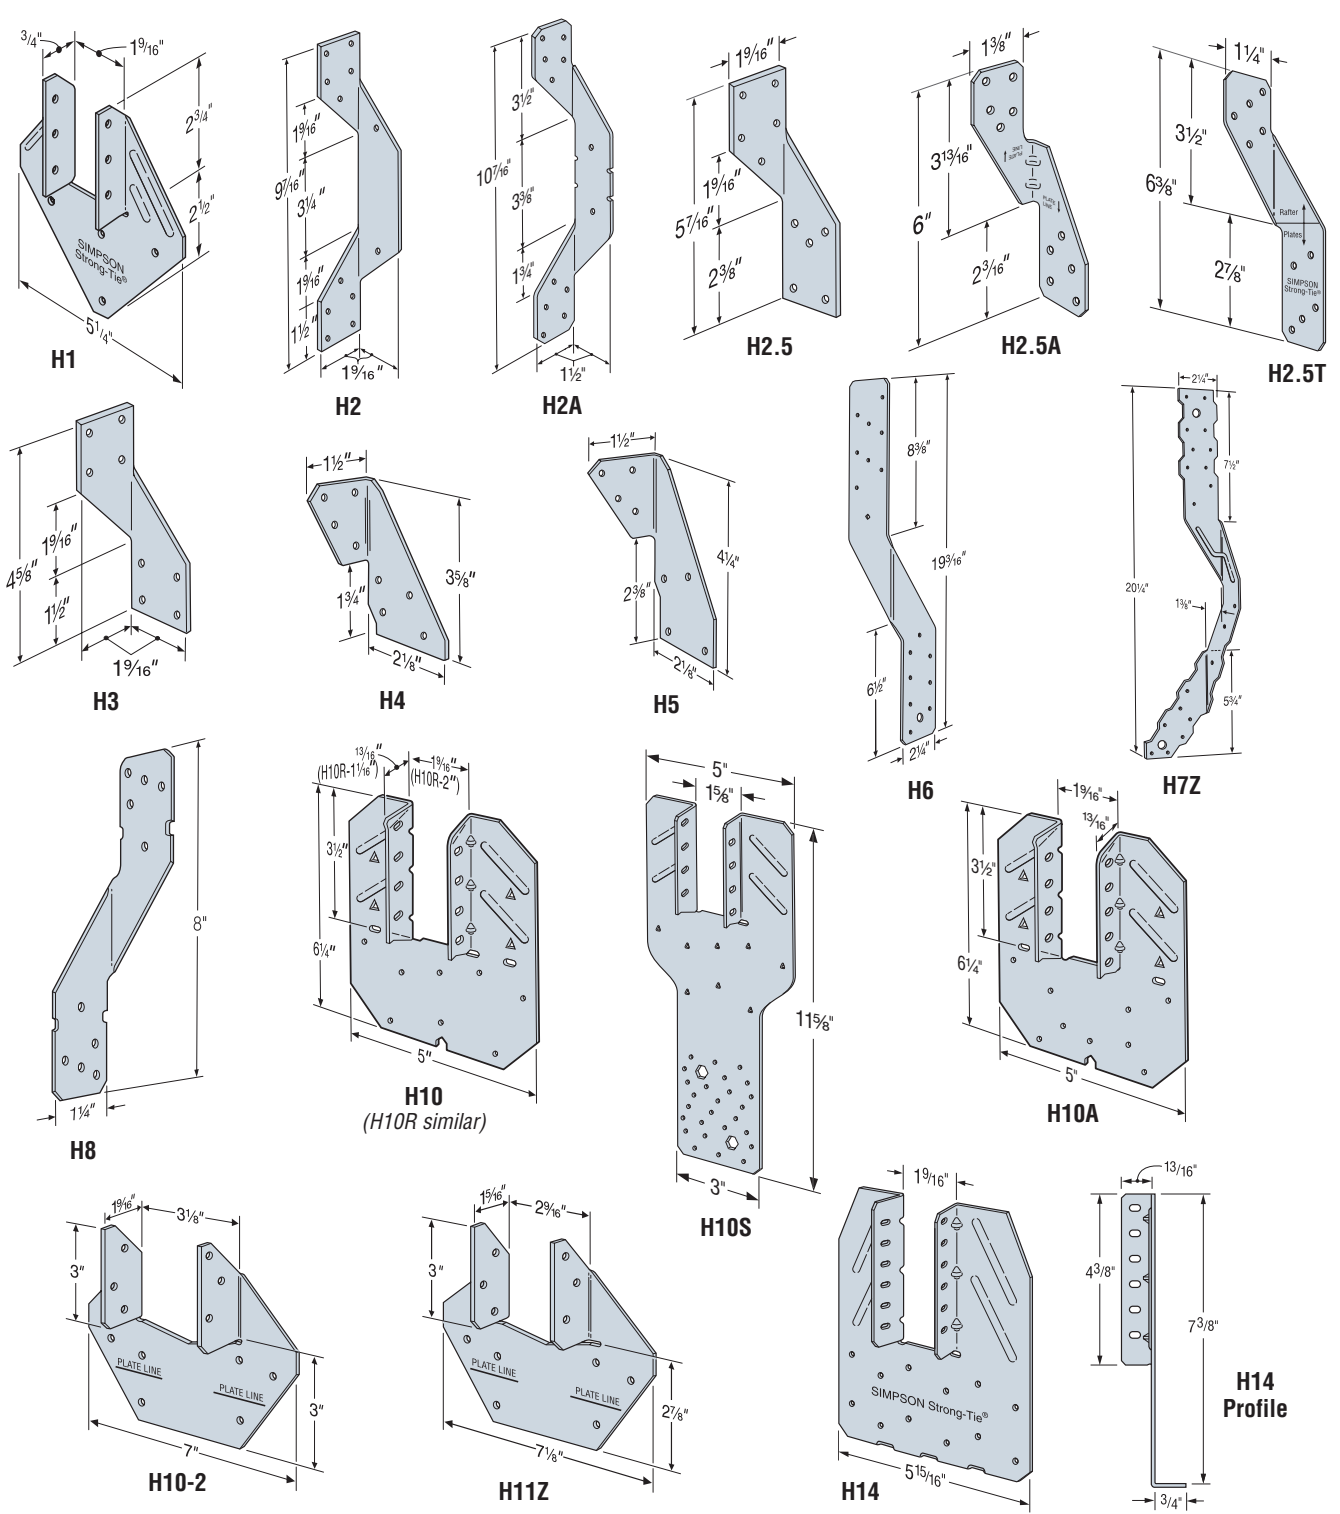 3/4"
1 9/16"
2 3/4"
2 1/2"
SIMPSON
Strong-Tie®
5 1/4"
H1
9 7/16"
1 9/16"
3 1/4"
1 9/16"
1 1/2"
1 9/16"
H2
10 7/16"
3 1/2"
3 3/8"
1 3/4"
1 1/2"
H2A
1 9/16"
5 7/16"
1 9/16"
2 3/8"
H2.5
1 3/8"
6"
3 13/16"
2 3/16"
PLATE
LINE
PLATE
LINE
H2.5A
1 1/4"
3 1/2"
6 3/8"
2 7/8"
Rafter
Plates
SIMPSON
Strong-Tie®
H2.5T
4 5/8"
1 9/16"
1 1/2"
1 9/16"
H3
1 1/2"
3 5/8"
1 3/4"
2 1/8"
H4
1 1/2"
4 1/4"
2 3/8"
2 1/8"
H5
8 3/8"
19 3/16"
6 1/2"
2 1/4"
H6
2 1/4"
7 1/2"
20 1/4"
1 3/8"
5 3/4"
H7Z
8"
1 1/4"
H8
13/16"
(H10R-1 1/16")
1 9/16"
(H10R-2")
3 1/2"
6 1/4"
5"
H10
(H10R similar)
5"
1 5/8"
11 5/8"
3"
H10S
1 9/16"
13/16"
3 1/2"
6 1/4"
5"
H10A
1 9/16"
3 1/8"
3"
PLATE LINE
PLATE LINE
3"
7"
H10-2
1 5/16"
2 9/16"
3"
PLATE LINE
PLATE LINE
2 7/8"
7 1/8"
H11Z
1 9/16"
SIMPSON Strong-Tie®
5 15/16"
H14
13/16"
4 3/8"
7 3/8"
3/4"
H14
Profile